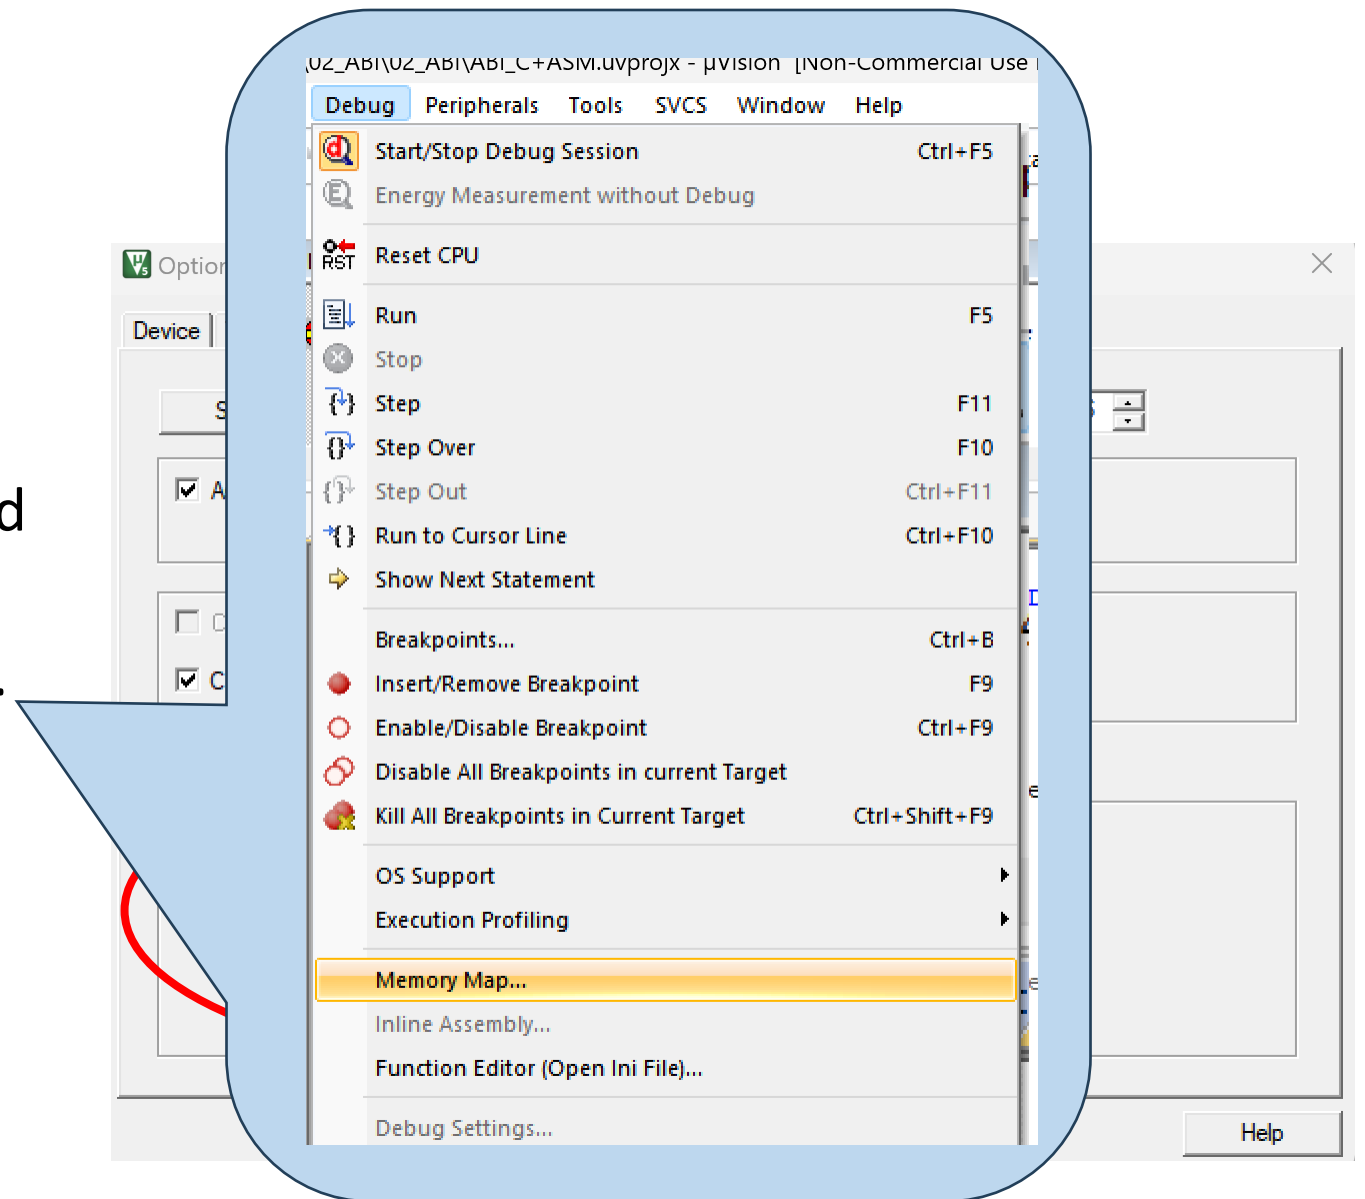 \02_ABI\02_ABI\ABI_C+ASM.uvprojx - µVision [Non-Commercial Use
Debug Peripherals Tools SVCS Window Help
Start/Stop Debug Session Ctrl+F5
Energy Measurement without Debug
RST Reset CPU
Run F5
Stop
Step F11
Step Over F10
Step Out Ctrl+F11
Run to Cursor Line Ctrl+F10
Show Next Statement
Breakpoints... Ctrl+B
Insert/Remove Breakpoint F9
Enable/Disable Breakpoint Ctrl+F9
Disable All Breakpoints in current Target
Kill All Breakpoints in Current Target Ctrl+Shift+F9
OS Support
Execution Profiling
Memory Map...
Inline Assembly...
Function Editor (Open Ini File)...
Debug Settings...
Option
Device
Help